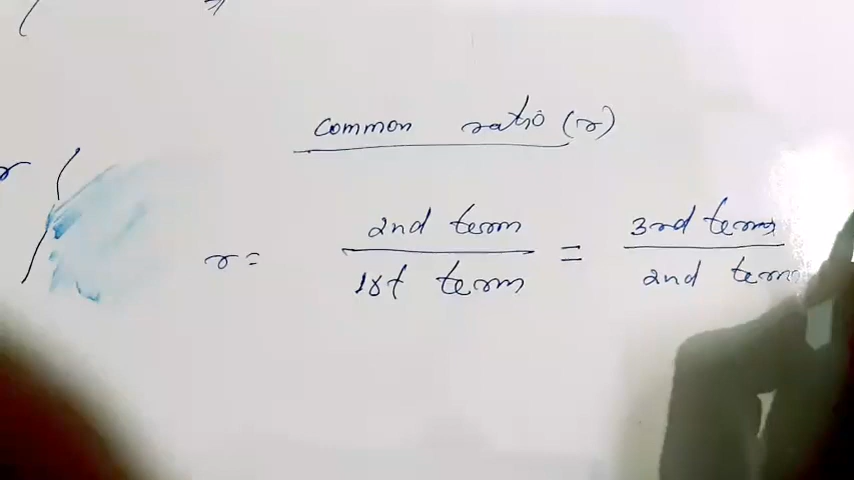 common ratio (r)
r = 2nd term / 1st term = 3rd term / 2nd term